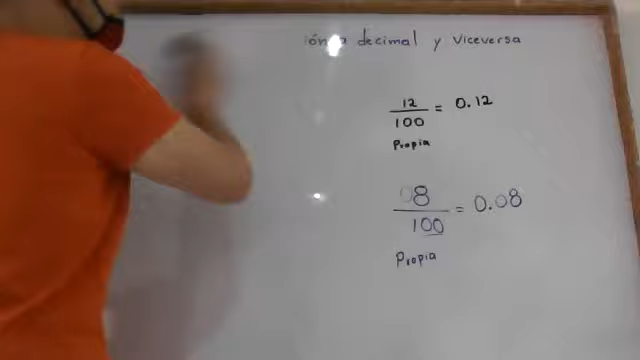 ión a decimal y viceversa
12
100 = 0.12
Propia
08
100 = 0.08
Propia